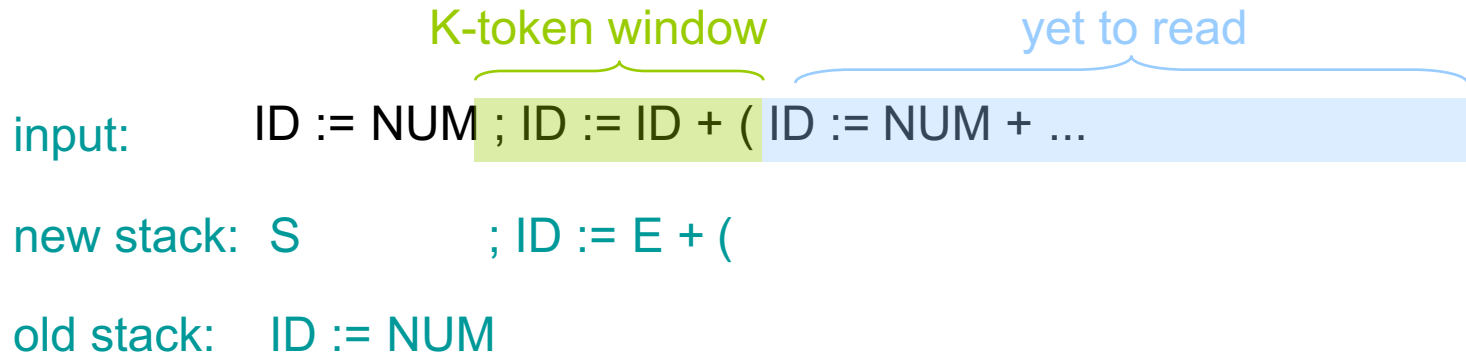 K-token window yet to read
input: ID := NUM ; ID := ID + ( ID := NUM + ...
new stack: S ; ID := E + (
old stack: ID := NUM